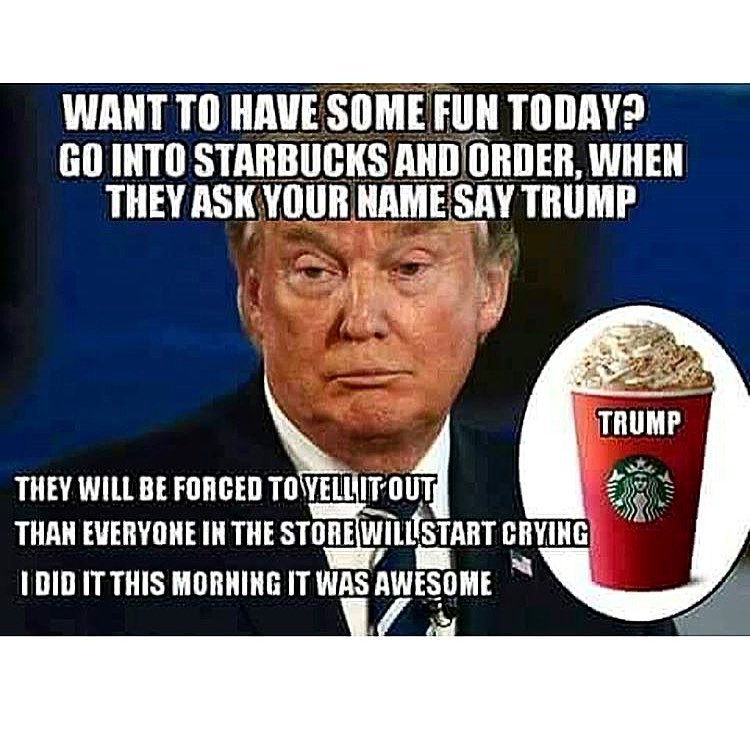 WANT TO HAVE SOME FUN TODAY?
GO INTO STARBUCKS AND ORDER, WHEN
THEY ASK YOUR NAME SAY TRUMP
TRUMP
THEY WILL BE FORCED TO YELL IT OUT
THAN EVERYONE IN THE STORE WILL START CRYING
I DID IT THIS MORNING IT WAS AWESOME